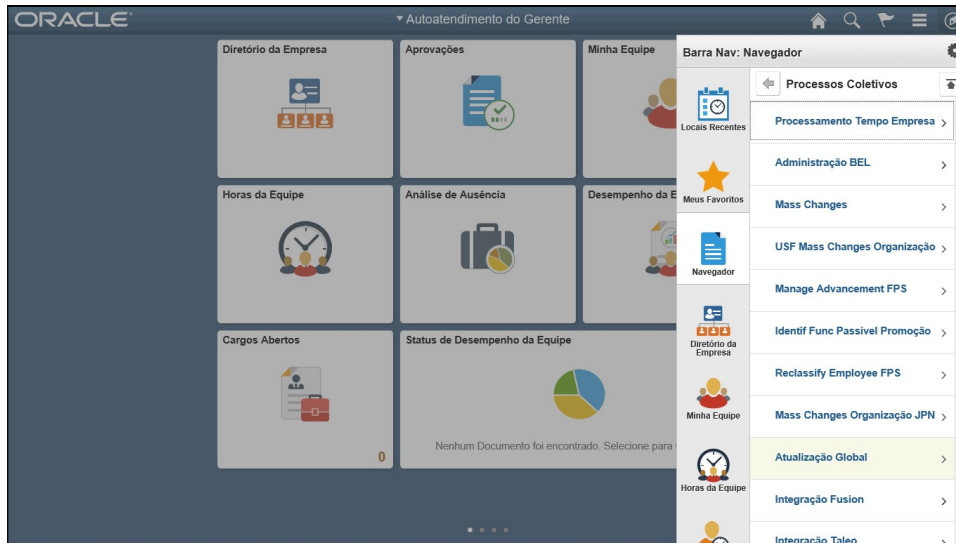 ORACLE
Autoatendimento do Gerente
Diretório da Empresa
Aprovações
Minha Equipe
Horas da Equipe
Análise de Ausência
Desempenho da E
Cargos Abertos
0
Status de Desempenho da Equipe
Nenhum Documento foi encontrado. Selecione para
Barra Nav: Navegador
Locais Recentes
Meus Favoritos
Navegador
Diretório da
Empresa
Minha Equipe
Horas da Equipe
Processos Coletivos
Processamento Tempo Empresa
Administração BEL
Mass Changes
USF Mass Changes Organização
Manage Advancement FPS
Identif Func Passivel Promoção
Reclassify Employee FPS
Mass Changes Organização JPN
Atualização Global
Integração Fusion
Integração Taleo